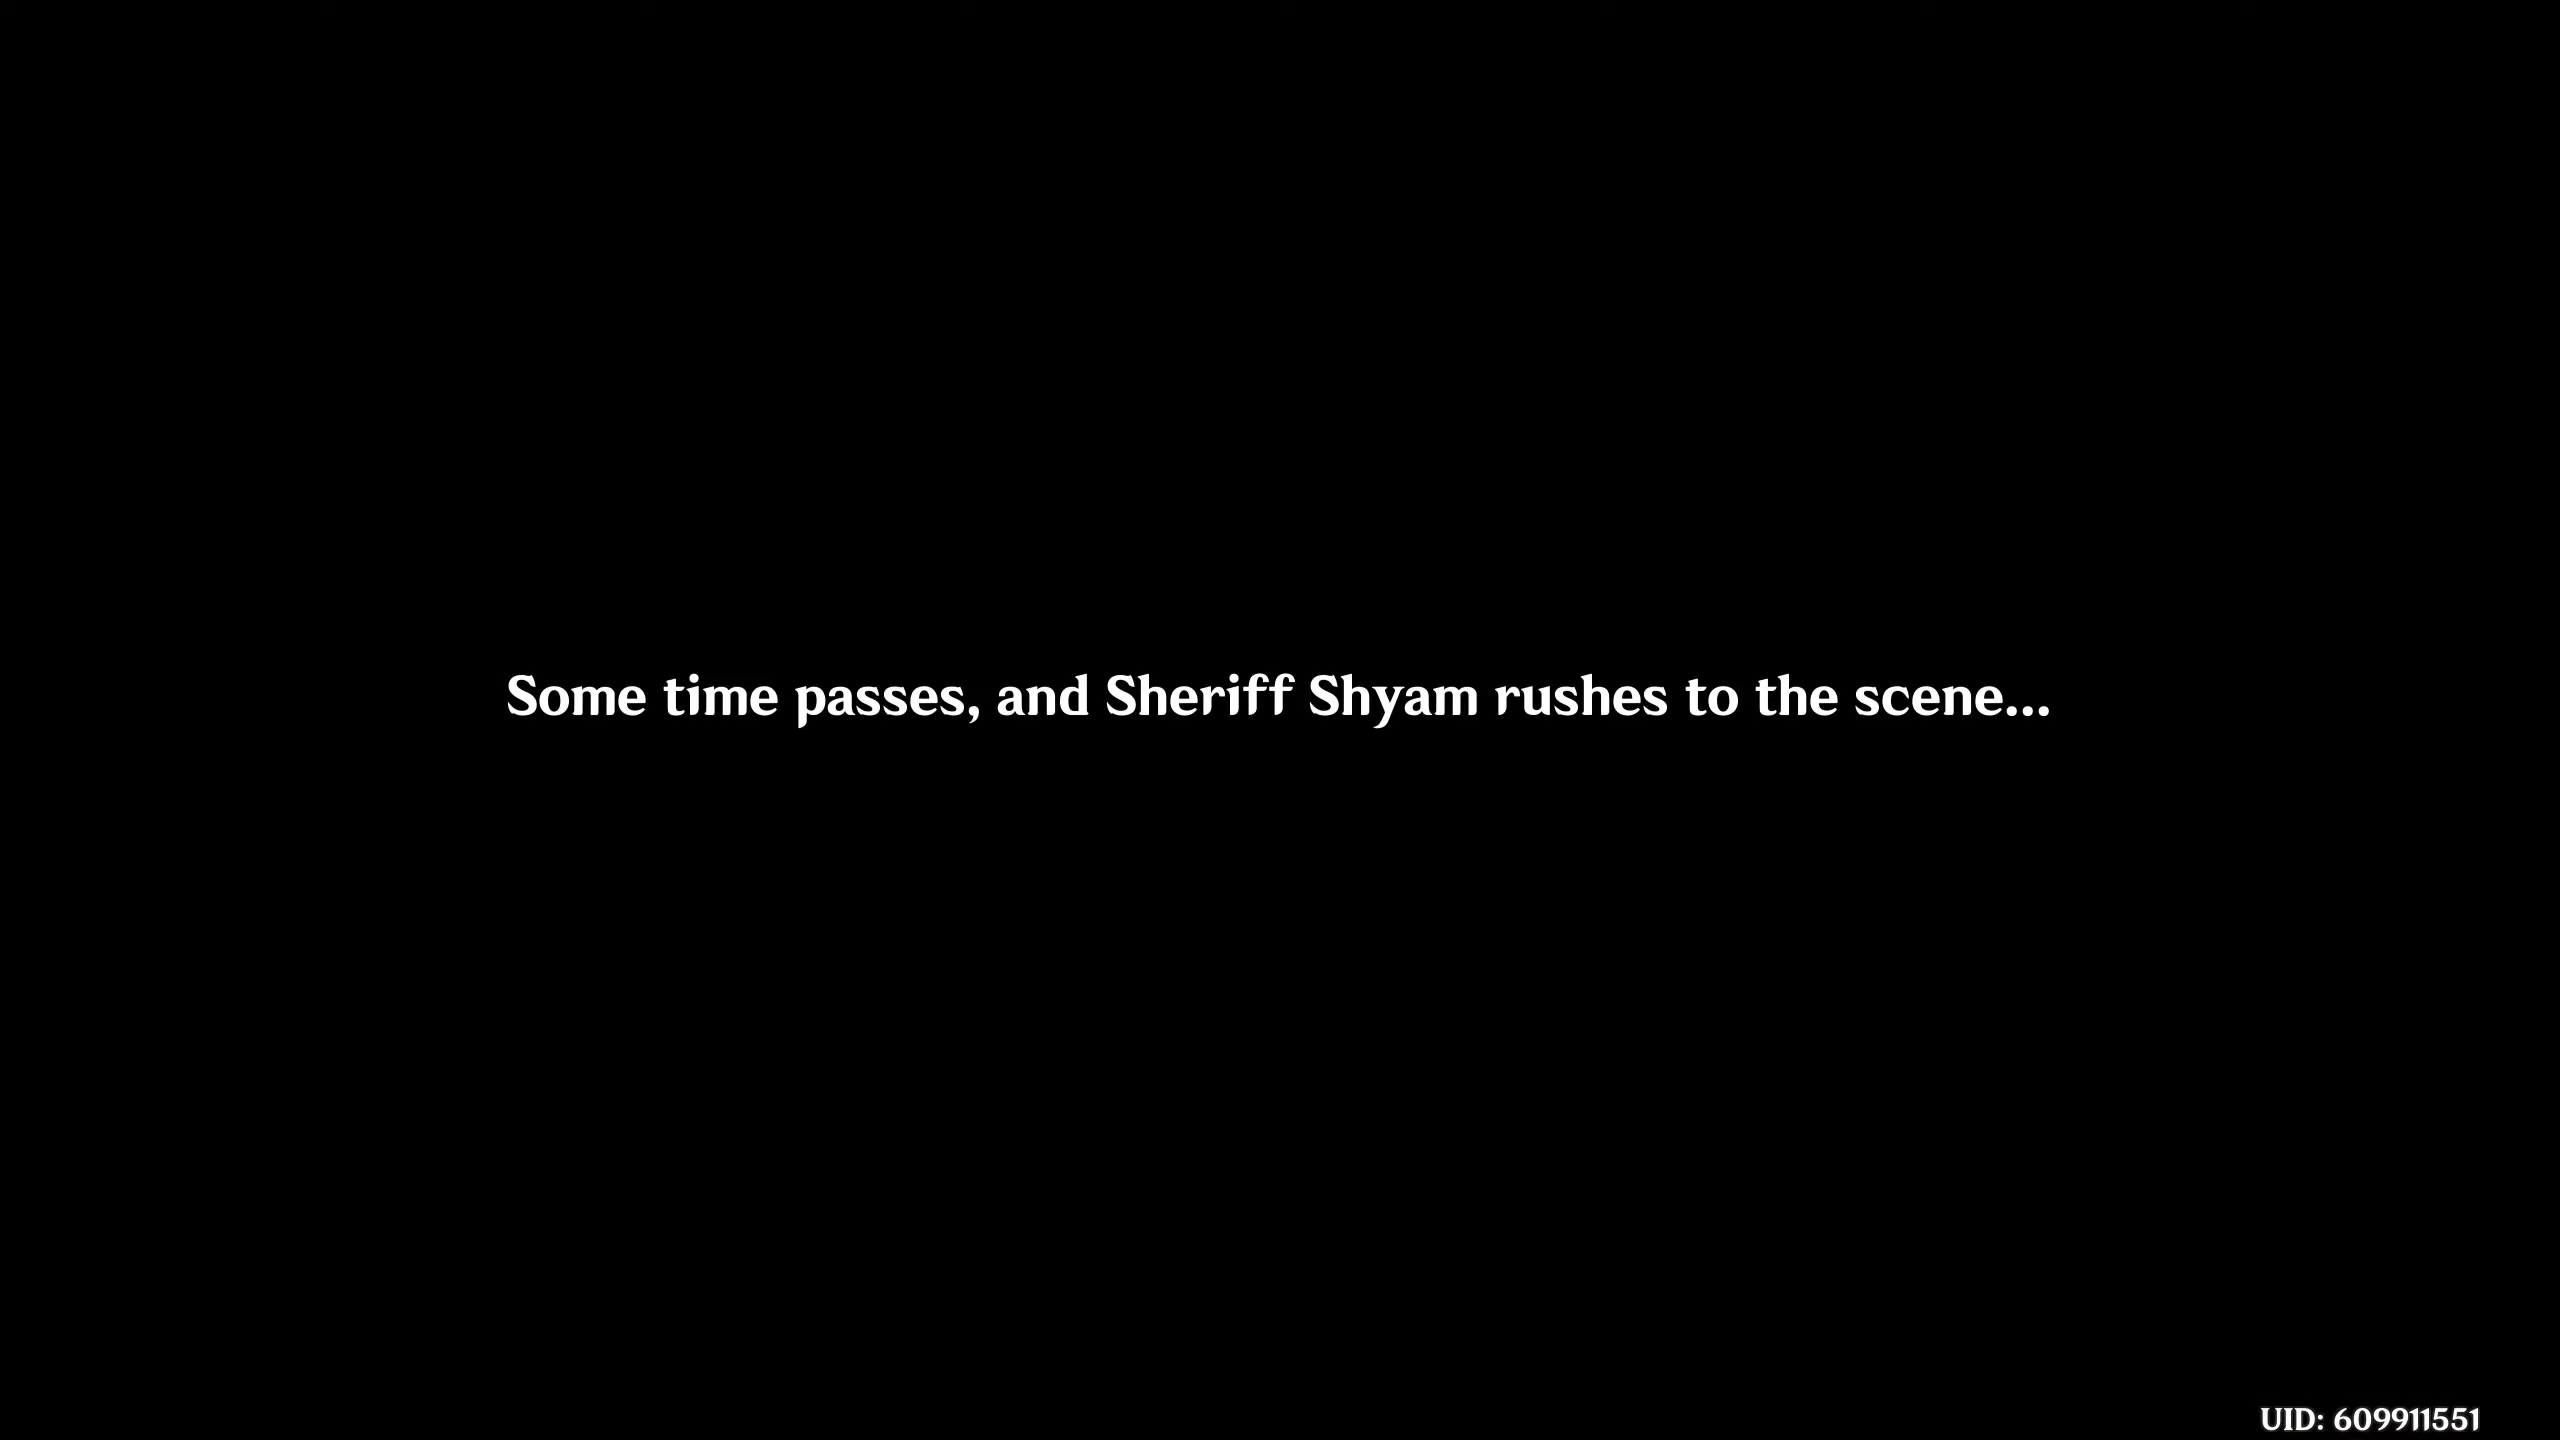 Some time passes, and Sheriff Shyam rushes to the scene...
UID: 609911551